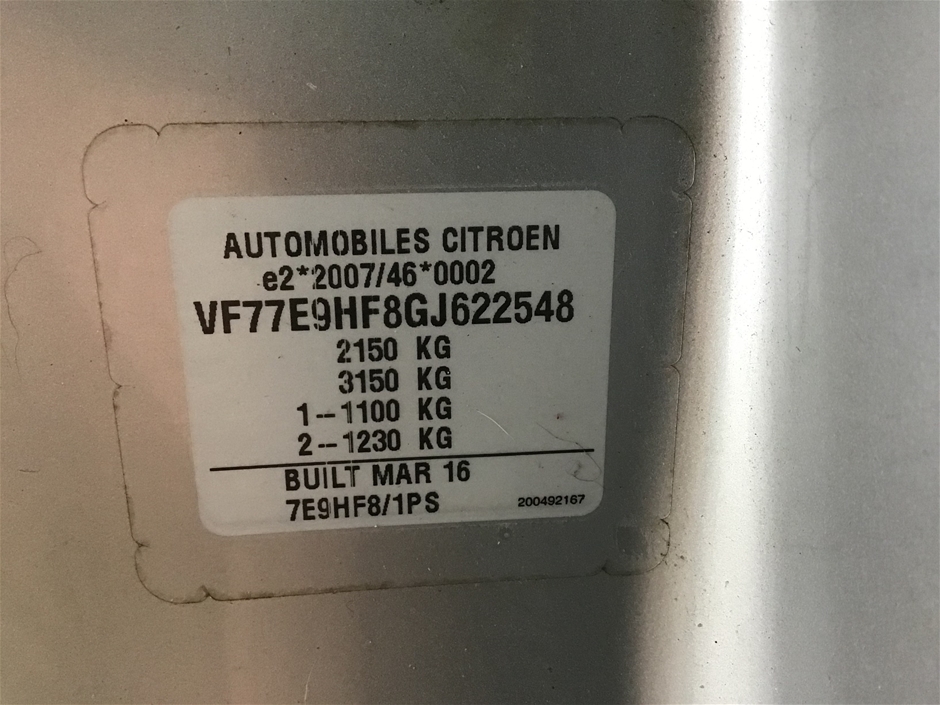 AUTOMOBILES CITROEN
e2*2007/46*0002
VF77E9HF8GJ622548
2150 KG
3150 KG
1--1100 KG
2--1230 KG
BUILT MAR 16
7E9HF8/1PS
200492167